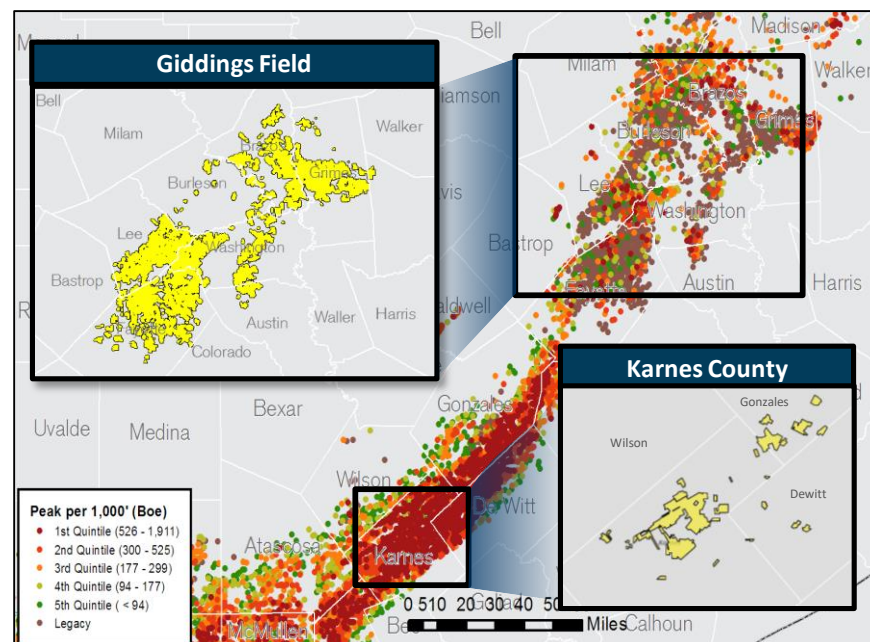 Bell
Madison
Milam
Walker
Brazos
Burleson
Grimes
Lee
Washington
Bastrop
Fayette
Austin
Harris
Giddings Field
Bell
Milam
Walker
Brazos
Grimes
Burleson
Lee
Washington
Bastrop
Austin
Waller
Harris
Colorado
Bexar
Gonzales
Uvalde
Medina
Wilson
De Witt
Atascosa
Karnes
McMullen
Calhoun
Karnes County
Gonzales
Wilson
Dewitt
Peak per 1,000' (Boe)
1st Quintile (526 - 1,911)
2nd Quintile (300 - 525)
3rd Quintile (177 - 299)
4th Quintile (94 - 177)
5th Quintile ( < 94)
Legacy
0 510 20 30 40
Miles